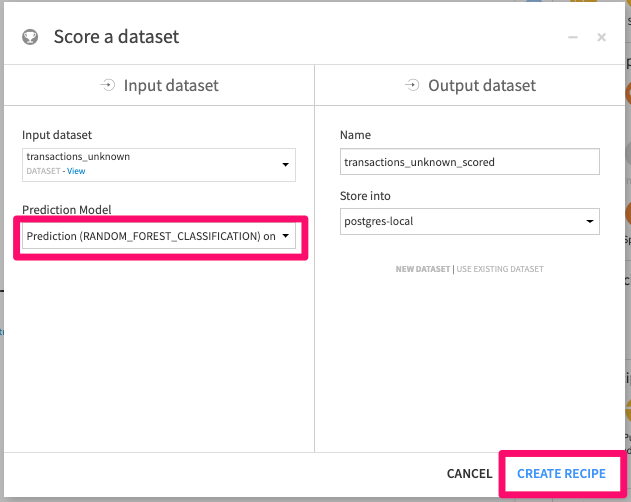 Score a dataset
Input dataset
Output dataset
Input dataset
transactions_unknown
DATASET - View
Prediction Model
Prediction (RANDOM_FOREST_CLASSIFICATION) on
Name
transactions_unknown_scored
Store into
postgres-local
NEW DATASET | USE EXISTING DATASET
CANCEL
CREATE RECIPE